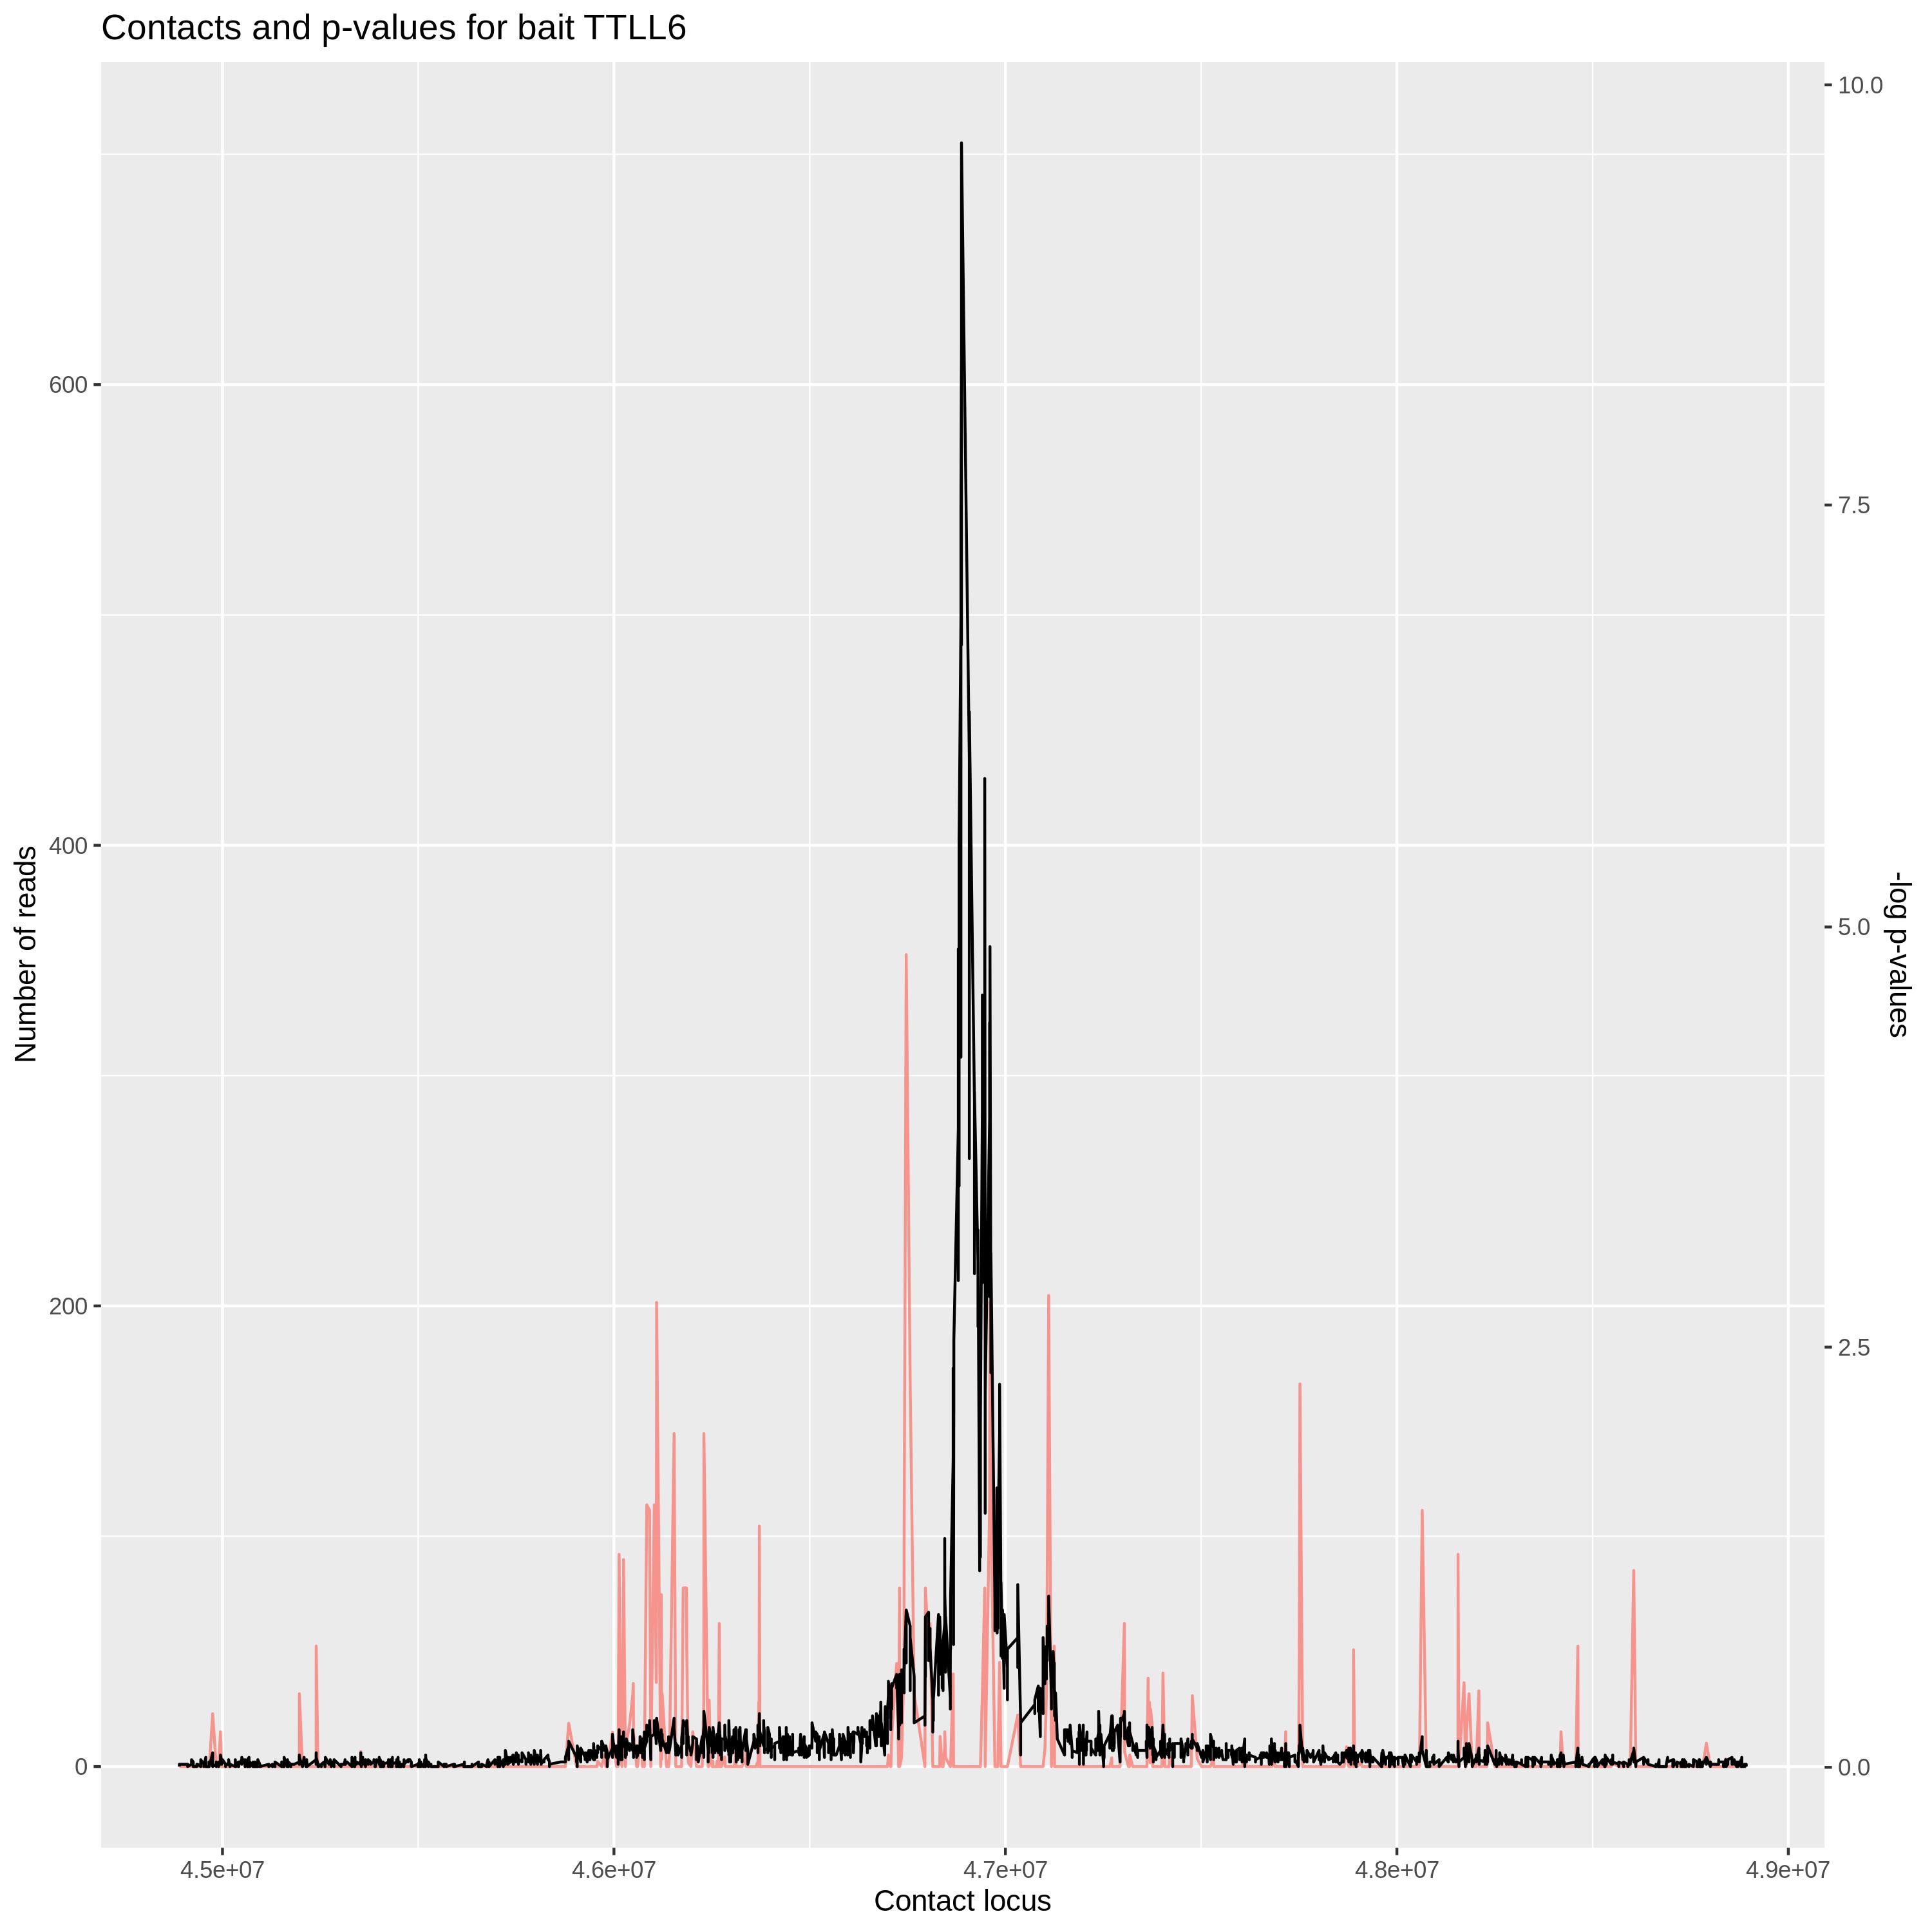 Contacts and p-values for bait TTLL6
Number of reads
600
400
200
0
10.0
7.5
5.0
2.5
0.0
-log p-values
4.5e+07
4.6e+07
4.7e+07
4.8e+07
4.9e+07
Contact locus